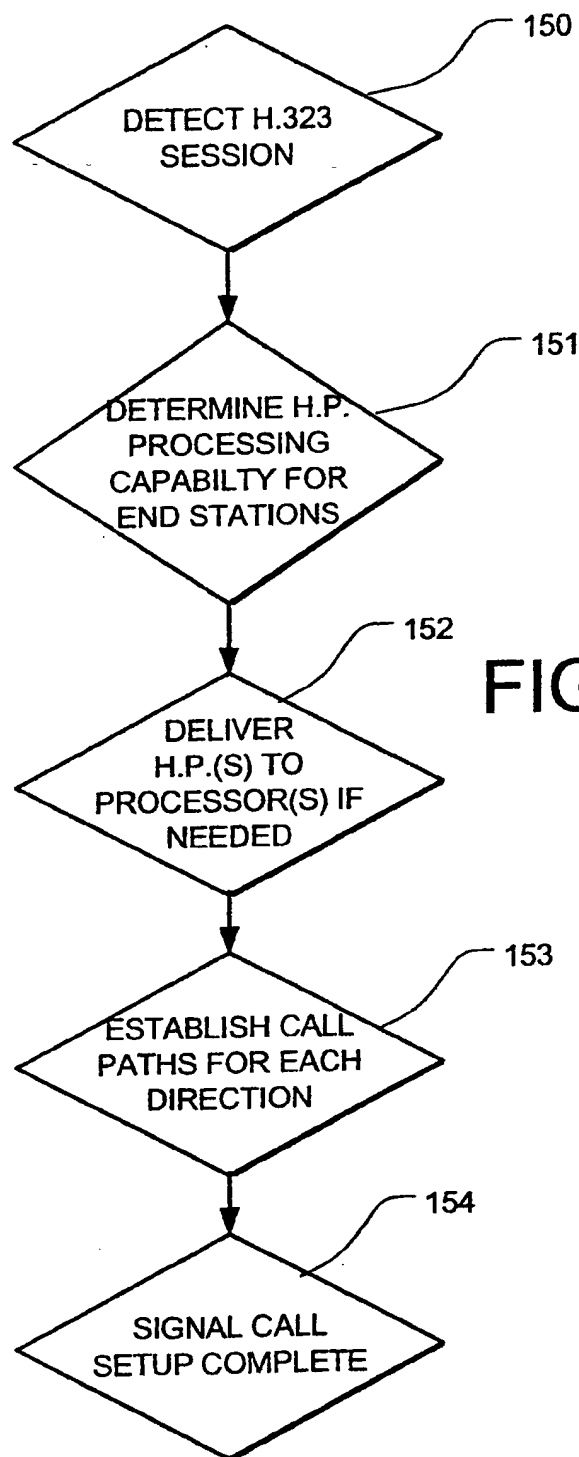 150
DETECT H.323
SESSION
151
DETERMINE H.P.
PROCESSING
CAPABILTY FOR
END STATIONS
152
FIG
DELIVER
H.P.(S) TO
PROCESSOR(S) IF
NEEDED
153
ESTABLISH CALL
PATHS FOR EACH
DIRECTION
154
SIGNAL CALL
SETUP COMPLETE